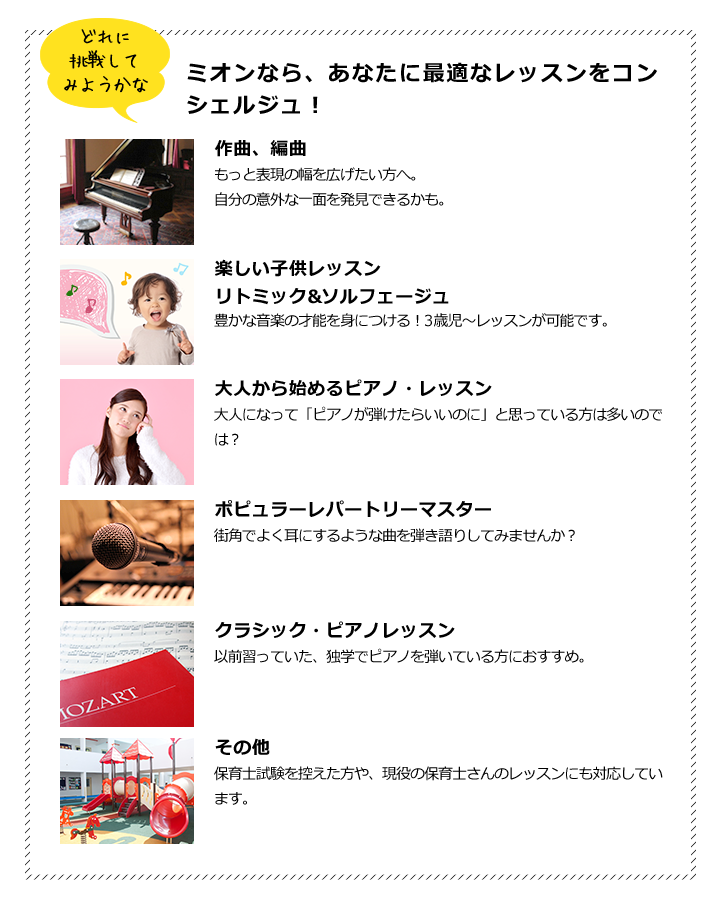 どれに
挑戦して
みようかな
ミオンなら、あなたに最適なレッスンをコン
シェルジュ！
作曲、編曲
もっと表現の幅を広げたい方へ。
自分の意外な一面を発見できるかも。
楽しい子供レッスン
リトミック&ソルフェージュ
豊かな音楽の才能を身につける！3歳児～レッスンが可能です。
大人から始めるピアノ・レッスン
大人になって「ピアノが弾けたらいいのに」と思っている方は多いので
は？
ポピュラーレパートリーマスター
街角でよく耳にするような曲を弾き語りしてみませんか？
クラシック・ピアノレッスン
以前習っていた、独学でピアノを弾いている方におすすめ。
MOZART
その他
保育士試験を控えた方や、現役の保育士さんのレッスンにも対応してい
ます。